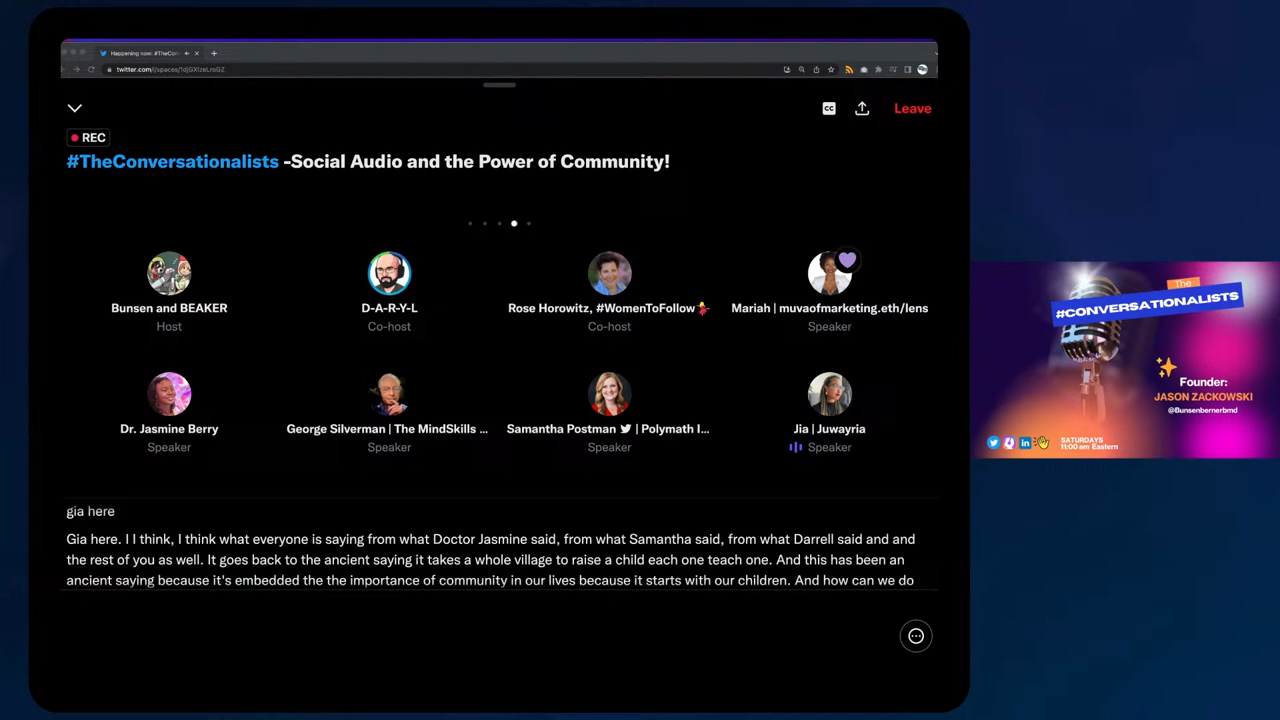 Happening now: #TheCon
twitter.com/i/spaces/1djGXlzeLroGZ
CC
Leave
REC
#TheConversationalists -Social Audio and the Power of Community!
Bunsen and BEAKER
Host
D-A-R-Y-L
Co-host
Rose Horowitz, #WomenToFollow
Co-host
Mariah | muvaofmarketing.eth/lens
Speaker
Dr. Jasmine Berry
Speaker
George Silverman | The MindSkills ...
Speaker
Samantha Postman | Polymath I...
Speaker
Jia | Juwayria
Speaker
gia here
Gia here. I I think, I think what everyone is saying from what Doctor Jasmine said, from what Samantha said, from what Darrell said and and
the rest of you as well. It goes back to the ancient saying it takes a whole village to raise a child each one teach one. And this has been an
ancient saying because it's embedded the the importance of community in our lives because it starts with our children. And how can we do
The
#CONVERSATIONALISTS
Founder:
JASON ZACKOWSKI
@Bunsenbernerbmd
in
SATURDAYS
11:00 am Eastern